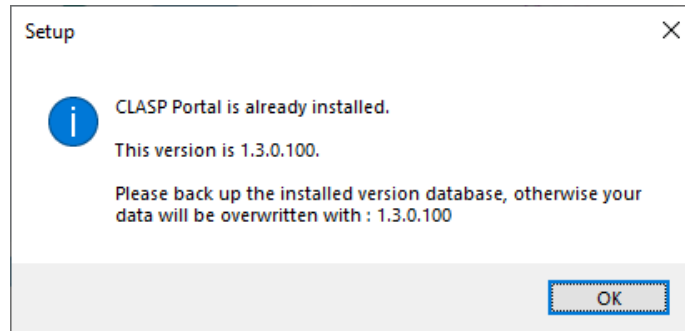 Setup
CLASP Portal is already installed.
This version is 1.3.0.100.
Please back up the installed version database, otherwise your
data will be overwritten with : 1.3.0.100
OK